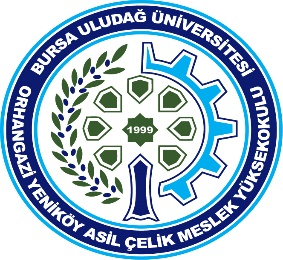 BURSA ULUDAĞ ÜNİVERSİTESİ
ORHANGAZİ YENİKÖY ASİL ÇELİK MESLEK YÜKSEKOKULU
1999